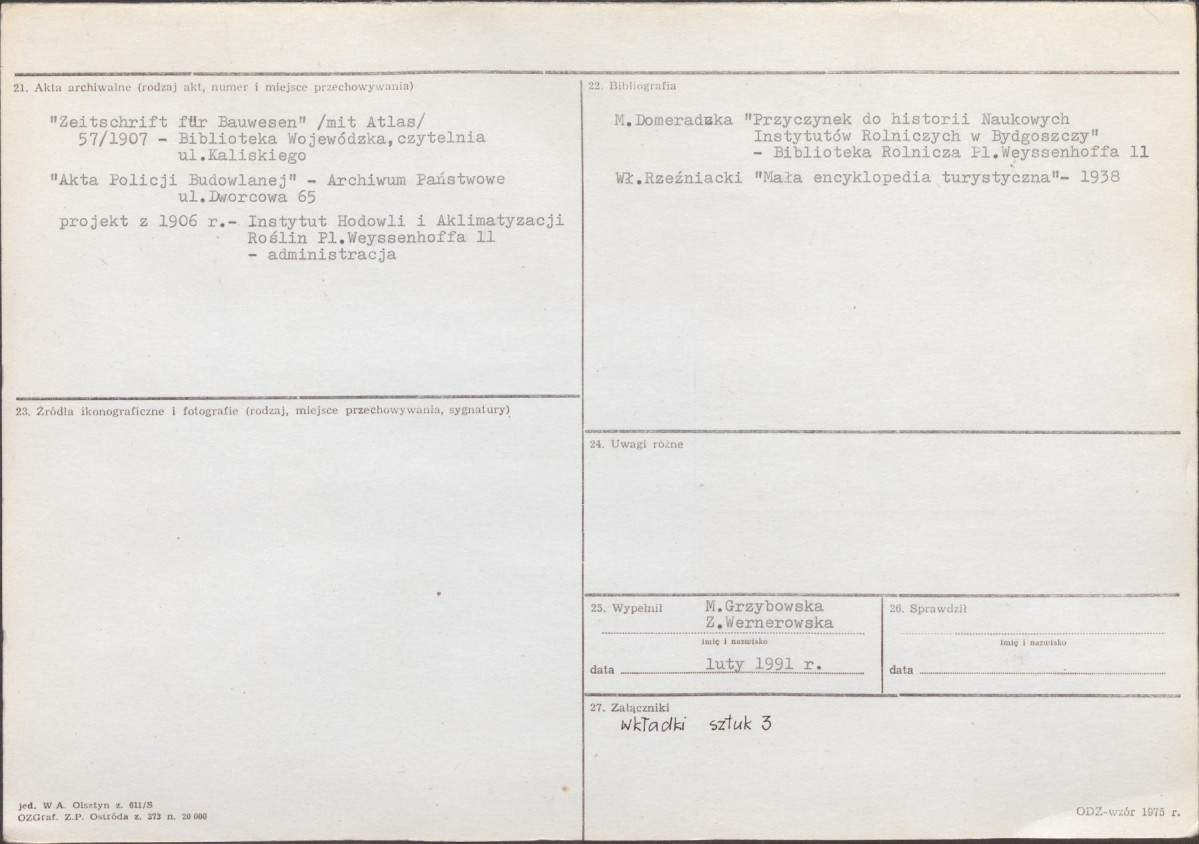 21. Akta archiwalne (rodzaj akt, numer i miejsce przechowywania)
"Zeitschrift für Bauwesen" /mit Atlas/
57/1907 - Biblioteka Wojewódzka, czytelnia
ul.Kaliskiego
"Akta Policji Budowlanej" - Archiwum Państwowe
ul.Dworcowa 65
projekt z 1906 r.- Instytut Hodowli i Aklimatyzacji
Roślin Pl.Weyssenhoffa 11
- administracja
22. Bibliografia
M.Domeradzka "Przyczynek do historii Naukowych
Instytutów Rolniczych w Bydgoszczy"
- Biblioteka Rolnicza Pl.Weyssenhoffa 11
Wł.Rzeźniacki "Mała encyklopedia turystyczna"- 1938
23. Źródła ikonograficzne i fotografie (rodzaj, miejsce przechowywania, sygnatury)
24. Uwagi różne
25. Wypełnił M.Grzybowska
Z.Wernerowska
imię i nazwisko
data luty 1991 r.
26. Sprawdził
imię i nazwisko
data
27. Załączniki
wkładki sztuk 3
jed. W.A. Olsztyn z. 611/S
OZGraf. Z.P. Ostróda z. 373 n. 20 000
ODZ-wzór 1975 r.